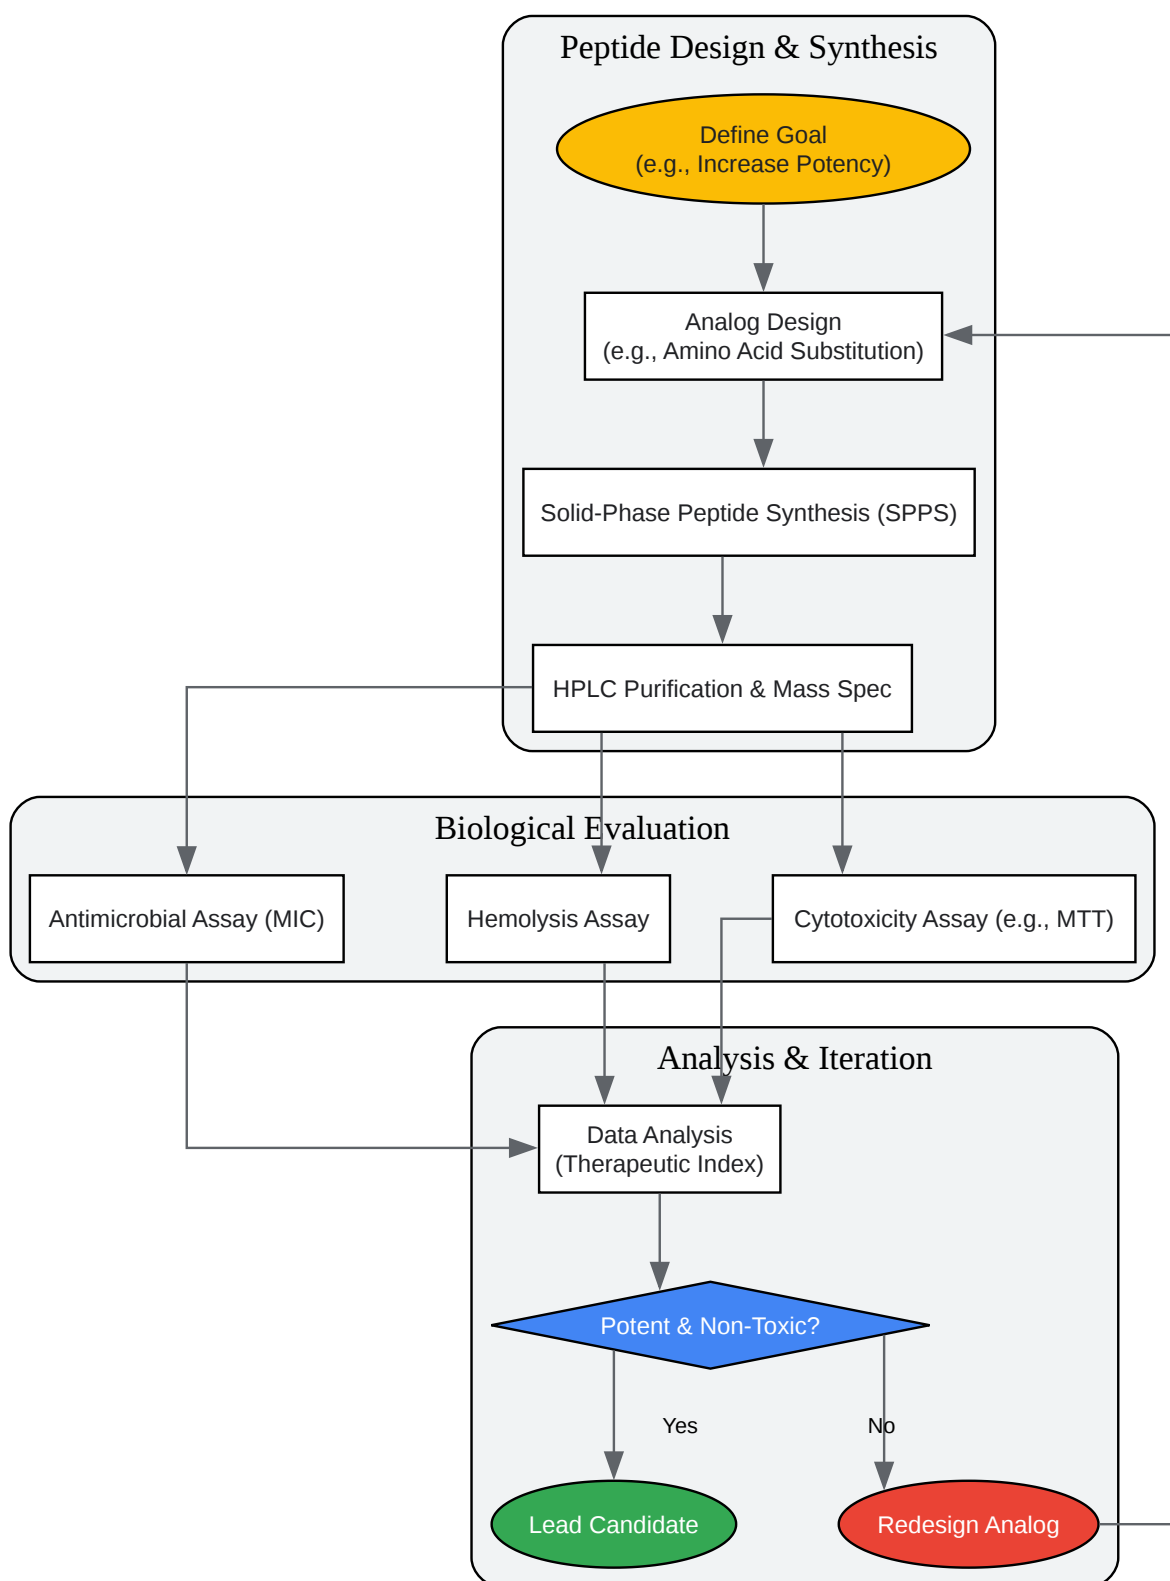 Peptide Design & Synthesis
Define Goal
(e.g., Increase Potency)
Analog Design
(e.g., Amino Acid Substitution)
Solid-Phase Peptide Synthesis (SPPS)
HPLC Purification & Mass Spec
Biological Evaluation
Antimicrobial Assay (MIC)
Hemolysis Assay
Cytotoxicity Assay (e.g., MTT)
Analysis & Iteration
Data Analysis
(Therapeutic Index)
Potent & Non-Toxic?
Yes
No
Lead Candidate
Redesign Analog